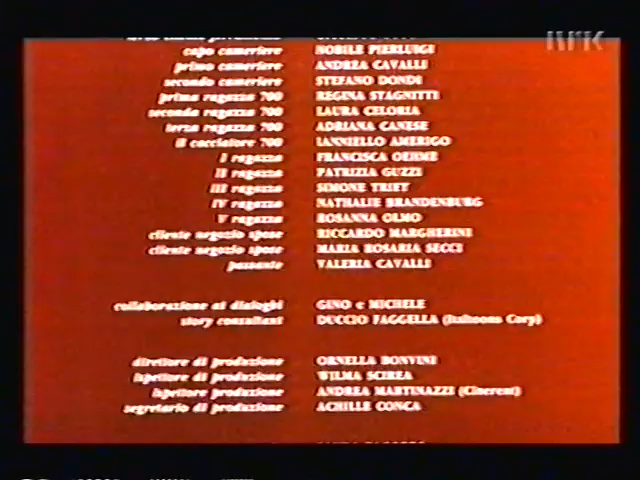 NRK
capo cameriere NOBILE PIERLUIGI
primo cameriere ANDREA CAVALLI
secondo cameriere STEFANO DONDI
prima ragazza '700 REGINA STAGNITTI
seconda ragazza '700 LAURA CELORIA
terza ragazza '700 ADRIANA CANESE
il cacciatore '700 IANNIELLO AMERIGO
I ragazza FRANCISCA OEHME
II ragazza PATRIZIA GUZZI
III ragazza SIMONE TRIET
IV ragazza NATHALIE BRANDENBURG
V ragazza ROSANNA OLMO
cliente negozio spose RICCARDO MARGHERINI
cliente negozio spose MARIA ROSARIA SECCI
passante VALERIA CAVALLI
collaborazione ai dialoghi GINO e MICHELE
story consultant DUCCIO FAGGELLA (Italtoons Corp)
direttore di produzione ORNELLA BONVINI
ispettore di produzione WILMA SCIREA
ispettore di produzione ANDREA MARTINAZZI (Cinerent)
segretario di produzione ACHILLE CONCA